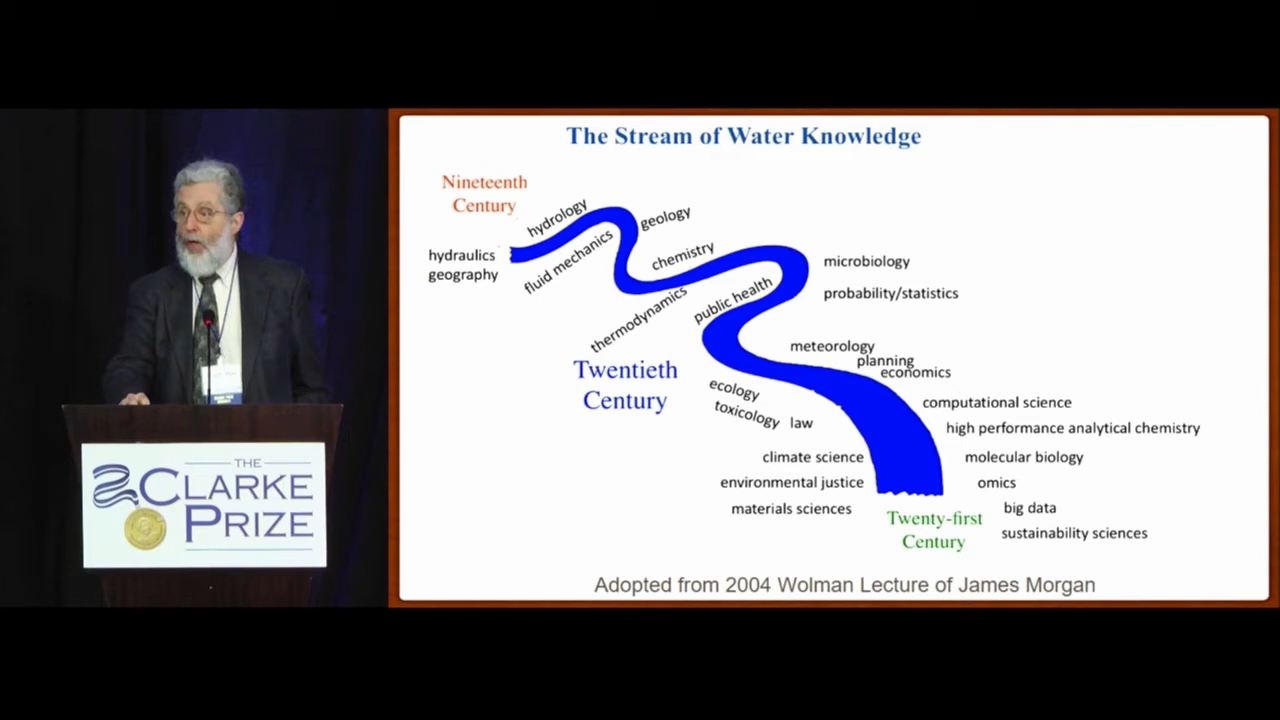 THE
CLARKE
PRIZE
The Stream of Water Knowledge
Nineteenth
Century
hydraulics
geography
hydrology
fluid mechanics
geology
chemistry
thermodynamics
public health
microbiology
probability/statistics
Twentieth
Century
meteorology
planning
economics
ecology
toxicology
law
computational science
high performance analytical chemistry
climate science
molecular biology
environmental justice
omics
materials sciences
big data
sustainability sciences
Twenty-first
Century
Adopted from 2004 Wolman Lecture of James Morgan